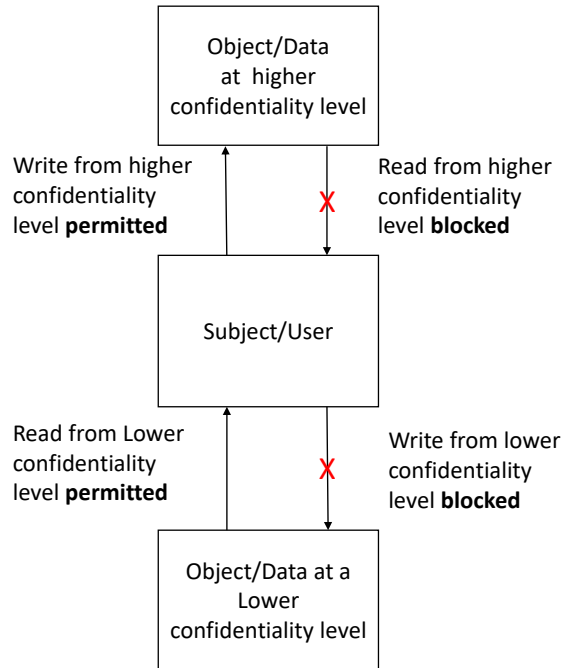 Object/Data
at higher
confidentiality level
Write from higher
confidentiality
level permitted
X
Read from higher
confidentiality
level blocked
Subject/User
Read from Lower
confidentiality
level permitted
X
Write from lower
confidentiality
level blocked
Object/Data at a
Lower
confidentiality level